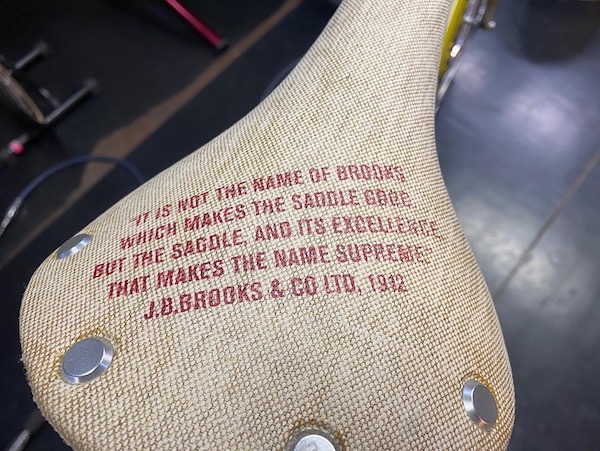 "IT IS NOT THE NAME OF BROOKS
WHICH MAKES THE SADDLE GOOD
BUT THE SADDLE, AND ITS EXCELLENCE
THAT MAKES THE NAME SUPREME"
J.B.BROOKS & CO LTD, 1942